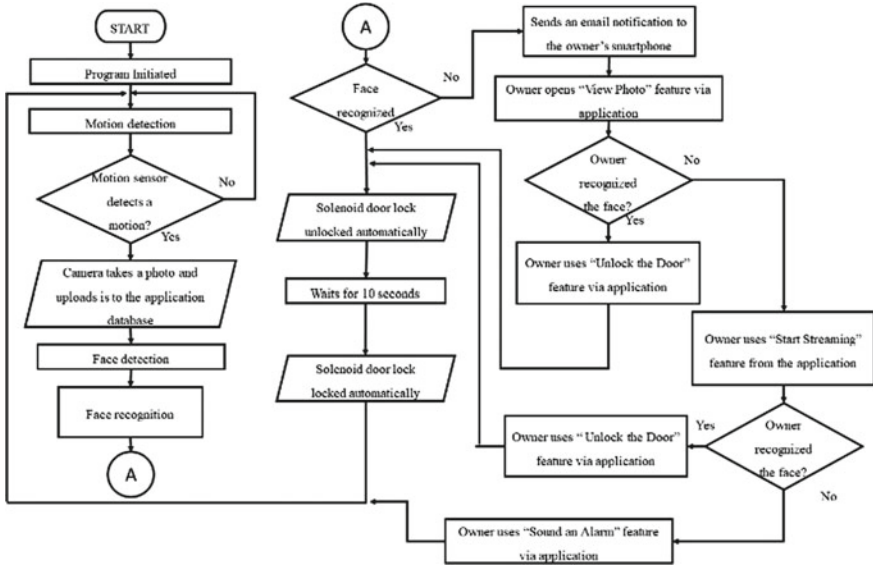 START
Program Initiated
Motion detection
Motion sensor
detects a
motion?
No
Yes
Camera takes a photo and
uploads is to the application
database
Face detection
Face recognition
A
A
Face
recognized
No
Yes
Solenoid door lock
unlocked automatically
Waits for 10 seconds
Solenoid door lock
locked automatically
Sends an email notification to
the owner's smartphone
Owner opens "View Photo" feature via
application
Owner
recognized
the face?
No
Yes
Owner uses "Unlock the Door"
feature via application
Owner uses "Start Streaming"
feature from the application
Owner
recognized
the face?
Yes
No
Owner uses " Unlock the Door"
feature via application
Owner uses "Sound an Alarm" feature
via application